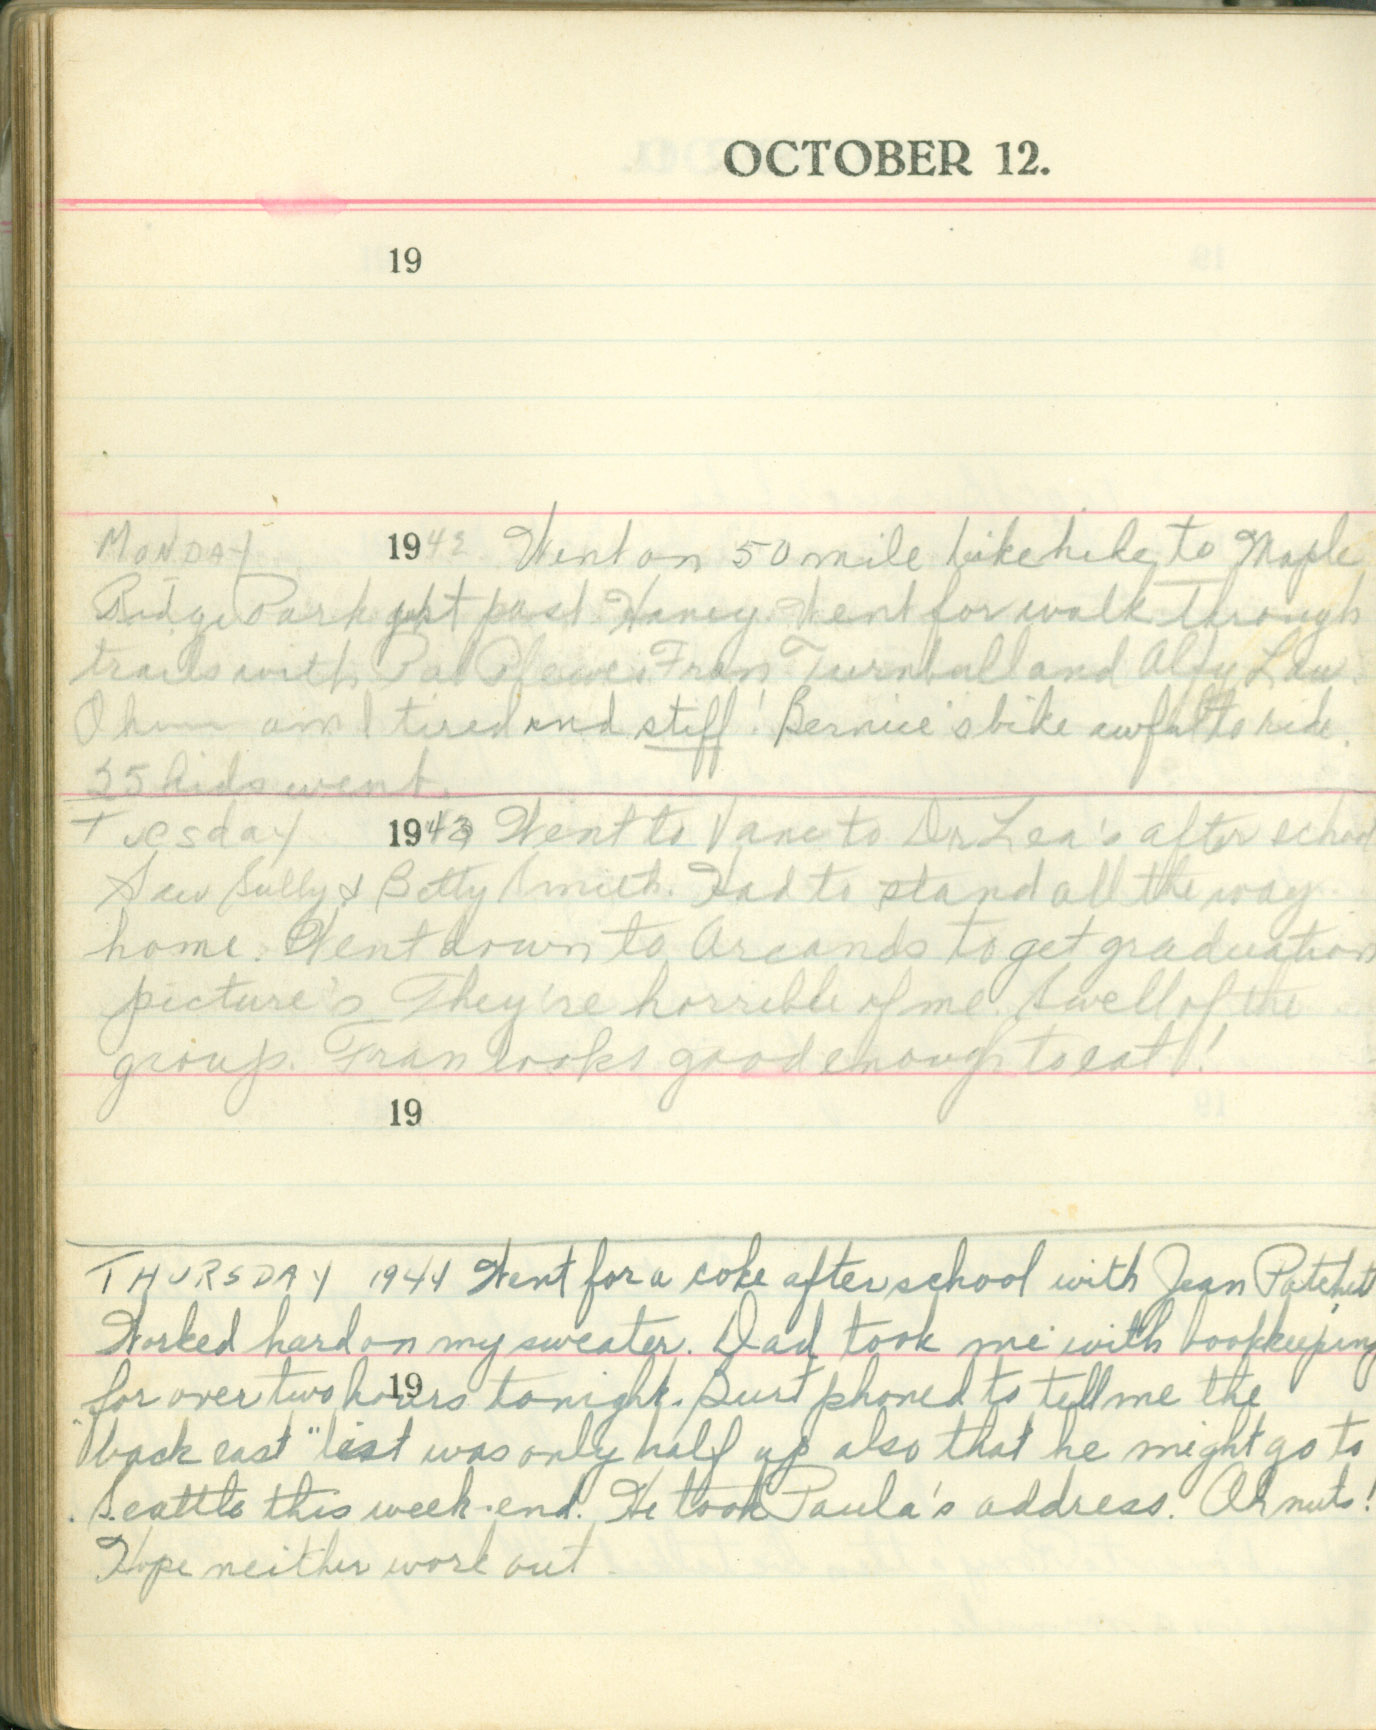 OCTOBER 12.
19
MONDAY 1942 Went on 50 mile bike hike to Maple
Ridge Park just past Haney. Went for walk through
trails with Pat Fran Turnbull and Alfy Law.
Oh am I tired and stiff! Bernice's bike awful to ride.
25 kids went.
Tuesday 1943 Went to Vanc to Dr Lea's after school
Saw Sully & Betty Smith. Had to stand all the way
home. Went down to Arcands to get graduation
picture's They're horrible of me. Swell of the
group. Fran looks good enough to eat!
19
THURSDAY 1944 Went for a coke after school with Jean Patchett
Worked hard on my sweater. Dad took me with bookkeeping
for over two hours tonight. Burt phoned to tell me the
19
"back east" list was only half up also that he might go to
Seattle this week-end. He took Paula's address. Ah nuts!
Hope neither work out.